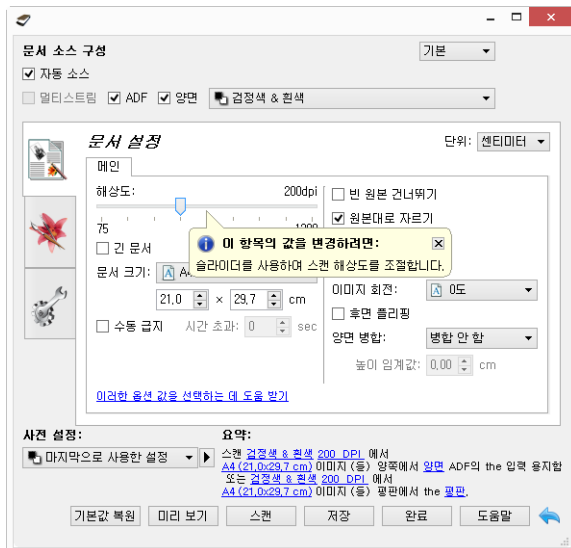 문서 소스 구성
기본
자동 소스
멀티스트림 ADF 양면 검정색 & 흰색
문서 설정
단위: 센티미터
메인
해상도: 200dpi
빈 원본 건너뛰기
75
원본대로 자르기
긴 문서
이 항목의 값을 변경하려면:
슬라이더를 사용하여 스캔 해상도를 조절합니다.
문서 크기:
21,0 × 29,7 cm
이미지 회전: 0도
후면 플리핑
수동 급지 시간 초과: 0 sec
양면 병합: 병합 안 함
높이 임계값: 0,00 cm
이러한 옵션 값을 선택하는 데 도움 받기
사전 설정:
마지막으로 사용한 설정
요약:
스캔 검정색 & 흰색 200 DPI 에서
A4 (21,0x29,7 cm) 이미지 (등) 양쪽에서 양면 ADF의 the 입력 용지함
또는 검정색 & 흰색 200 DPI 에서
A4 (21,0x29,7 cm) 이미지 (등) 평판에서 the 평판.
기본값 복원 미리 보기 스캔 저장 완료 도움말